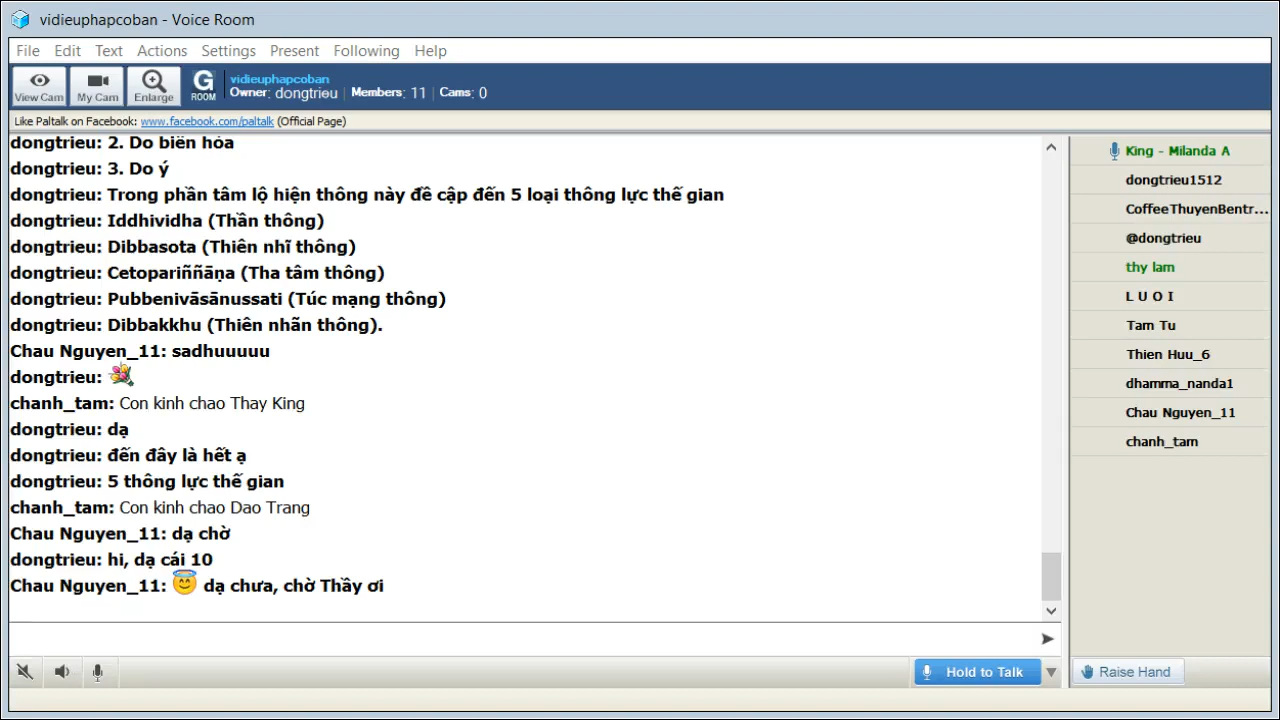 vidieuphapcoban - Voice Room
File Edit Text Actions Settings Present Following Help
View Cam My Cam Enlarge G ROOM
vidieuphapcoban
Owner: dongtrieu | Members: 11 | Cams: 0
Like Paltalk on Facebook: www.facebook.com/paltalk (Official Page)
dongtrieu: 2. Do biến hóa
dongtrieu: 3. Do ý
dongtrieu: Trong phần tâm lộ hiện thông này đề cập đến 5 loại thông lực thế gian
dongtrieu: Iddhividha (Thần thông)
dongtrieu: Dibbasota (Thiên nhĩ thông)
dongtrieu: Cetopariññāṇa (Tha tâm thông)
dongtrieu: Pubbenivāsānussati (Túc mạng thông)
dongtrieu: Dibbakkhu (Thiên nhãn thông).
Chau Nguyen_11: sadhuuuuu
dongtrieu:
chanh_tam: Con kinh chao Thay King
dongtrieu: dạ
dongtrieu: đến đây là hết ạ
dongtrieu: 5 thông lực thế gian
chanh_tam: Con kinh chao Dao Trang
Chau Nguyen_11: dạ chờ
dongtrieu: hi, dạ cái 10
Chau Nguyen_11: dạ chưa, chờ Thầy ơi
King - Milanda A
dongtrieu1512
CoffeeThuyenBentr...
@dongtrieu
thy lam
L U O I
Tam Tu
Thien Huu_6
dhamma_nanda1
Chau Nguyen_11
chanh_tam
Hold to Talk
Raise Hand